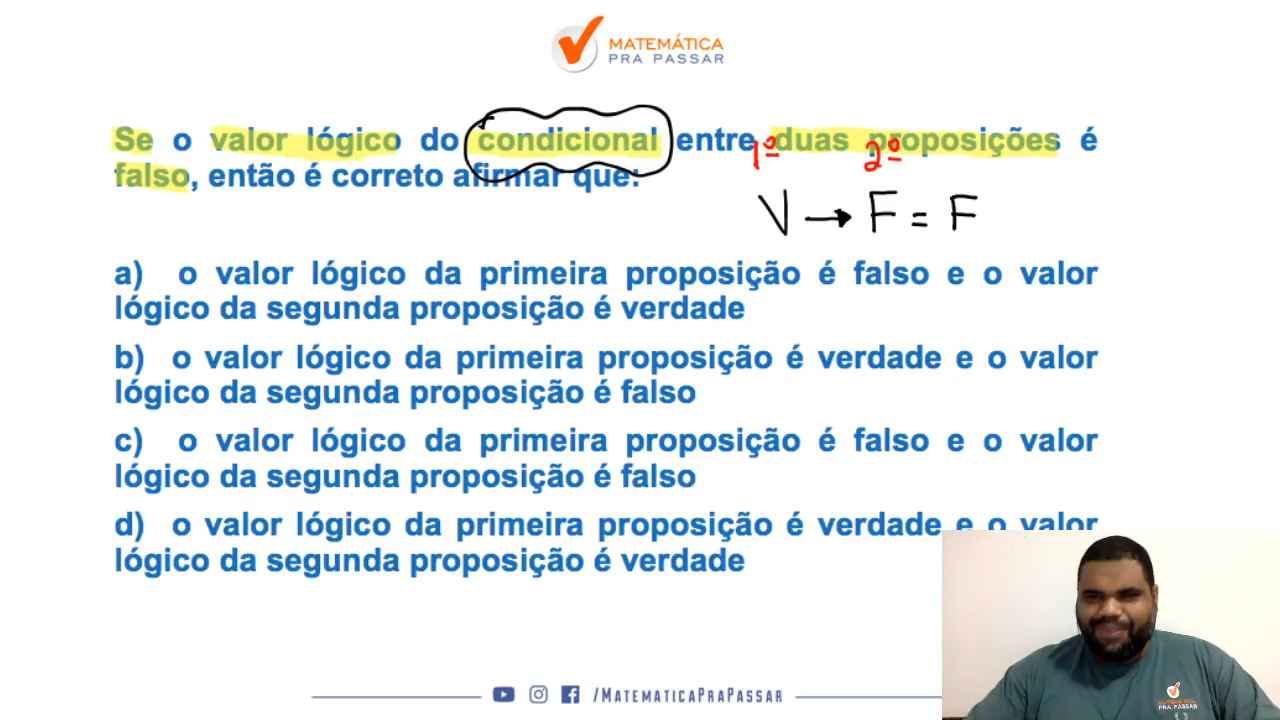 MATEMÁTICA
PRA PASSAR
Se o valor lógico do condicional entre duas proposições é
1º 2º
falso, então é correto afirmar que:
V → F = F
a) o valor lógico da primeira proposição é falso e o valor
lógico da segunda proposição é verdade
b) o valor lógico da primeira proposição é verdade e o valor
lógico da segunda proposição é falso
c) o valor lógico da primeira proposição é falso e o valor
lógico da segunda proposição é falso
d) o valor lógico da primeira proposição é verdade e o valor
lógico da segunda proposição é verdade
MATEMÁTICA
PRA PASSAR
/MATEMATICAPRAPASSAR